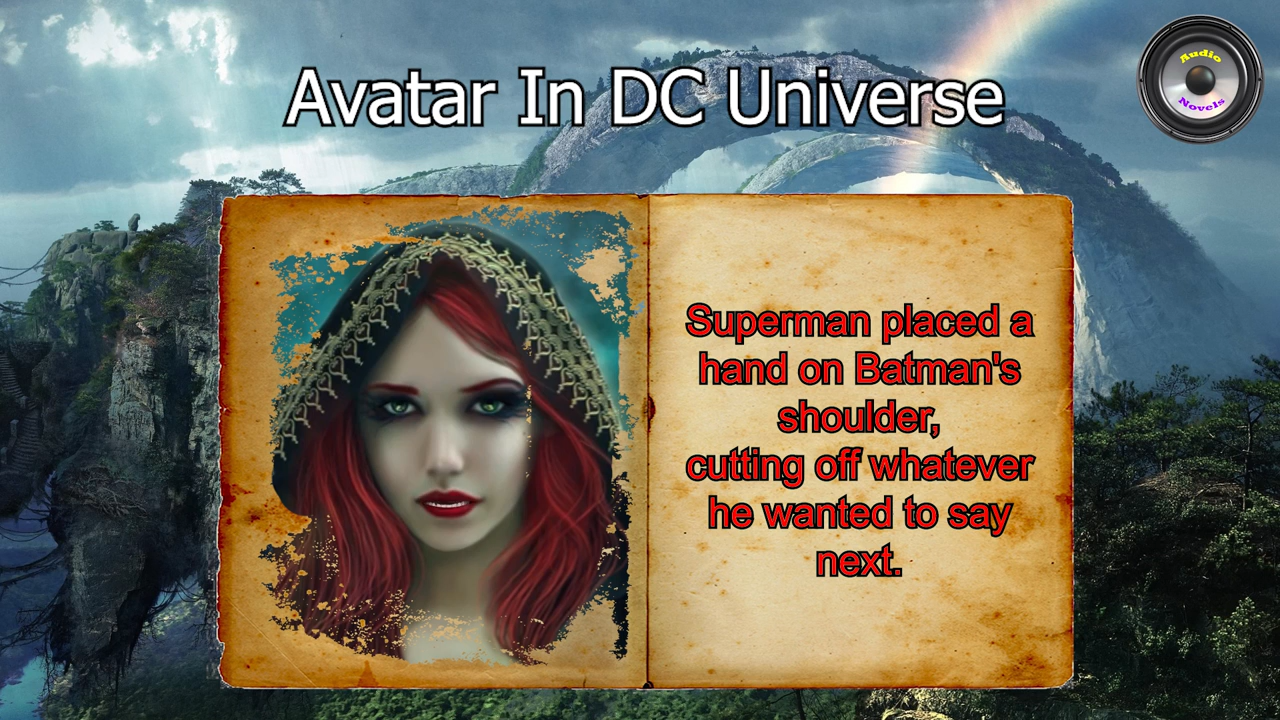 Avatar In DC Universe
Audio
Novels
Superman placed a
hand on Batman's
shoulder,
cutting off whatever
he wanted to say
next.